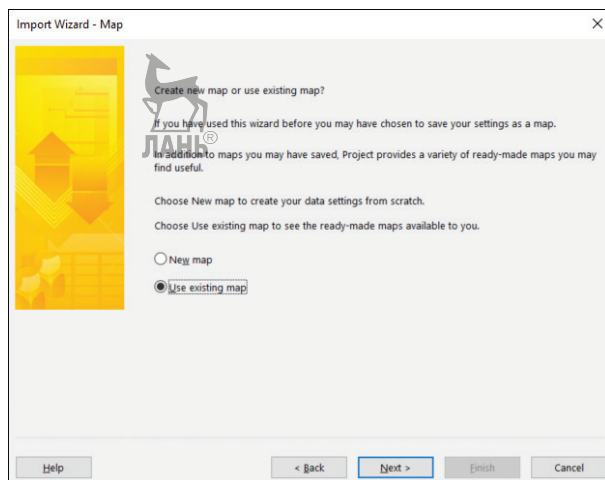 Import Wizard - Map
Create new map or use existing map?
If you have used this wizard before you may have chosen to save your settings as a map.
ЛАНЬ®
In addition to maps you may have saved, Project provides a variety of ready-made maps you may
find useful.
Choose New map to create your data settings from scratch.
Choose Use existing map to see the ready-made maps available to you.
New map
Use existing map
Help
< Back
Next >
Finish
Cancel